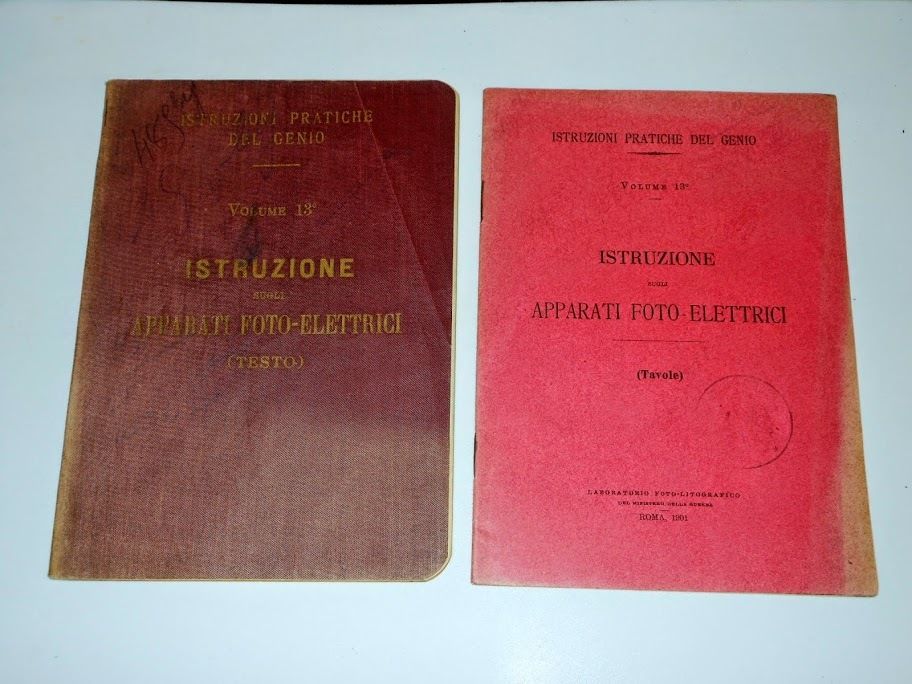 ISTRUZIONI PRATICHE
DEL GENIO
VOLUME 13°
ISTRUZIONE
SUGLI
APPARATI FOTO-ELETTRICI
(TESTO)
ISTRUZIONI PRATICHE DEL GENIO
VOLUME 13°
ISTRUZIONE
SUGLI
APPARATI FOTO-ELETTRICI
(Tavole)
LABORATORIO FOTO-LITOGRAFICO
DEL MINISTERO DELLA GUERRA
ROMA, 1901